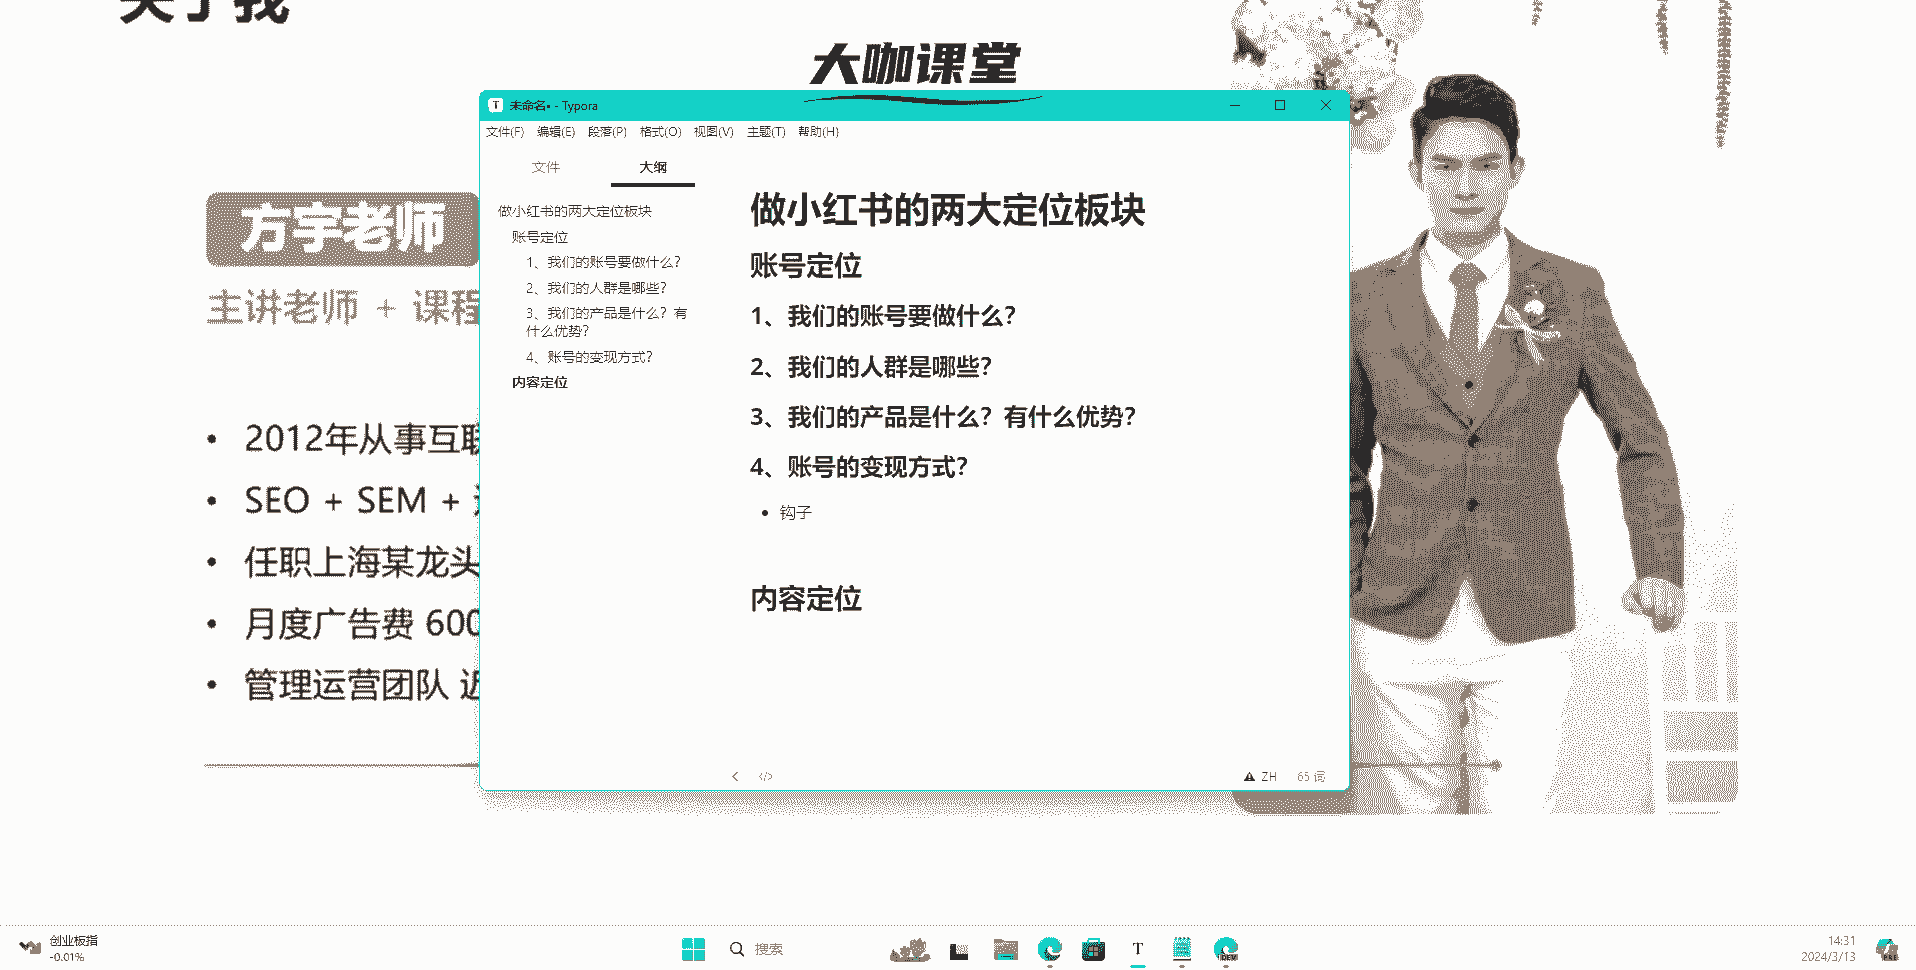 关于我
大咖课堂
未命名• - Typora
文件(F) 编辑(E) 段落(P) 格式(O) 视图(V) 主题(T) 帮助(H)
文件 大纲
做小红书的两大定位板块
账号定位
1、我们的账号要做什么？
2、我们的人群是哪些？
3、我们的产品是什么？有
什么优势？
4、账号的变现方式？
内容定位
做小红书的两大定位板块
账号定位
1、我们的账号要做什么？
2、我们的人群是哪些？
3、我们的产品是什么？有什么优势？
4、账号的变现方式？
• 钩子
内容定位
</> ZH 65 词
方宇老师
主讲老师 + 课程
• 2012年从事互联
• SEO + SEM +
• 任职上海某龙头
• 月度广告费 600
• 管理运营团队 近
创业板指
-0.01%
搜索
T
14:31
2024/3/13